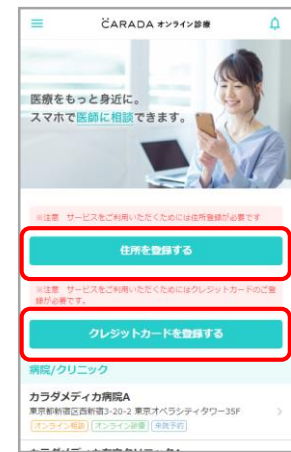 CARADA オンライン診療
医療をもっと身近に。
スマホで医師に相談できます。
※注意 サービスをご利用いただくためには住所登録が必要です
住所を登録する
※注意 サービスをご利用いただくためにはクレジットカードのご登
録が必要です。
クレジットカードを登録する
病院/クリニック
カラダメディカ病院A
東京都新宿区西新宿3-20-2 東京オペラシティタワー35F
オンライン相談 オンライン診療 来院予約